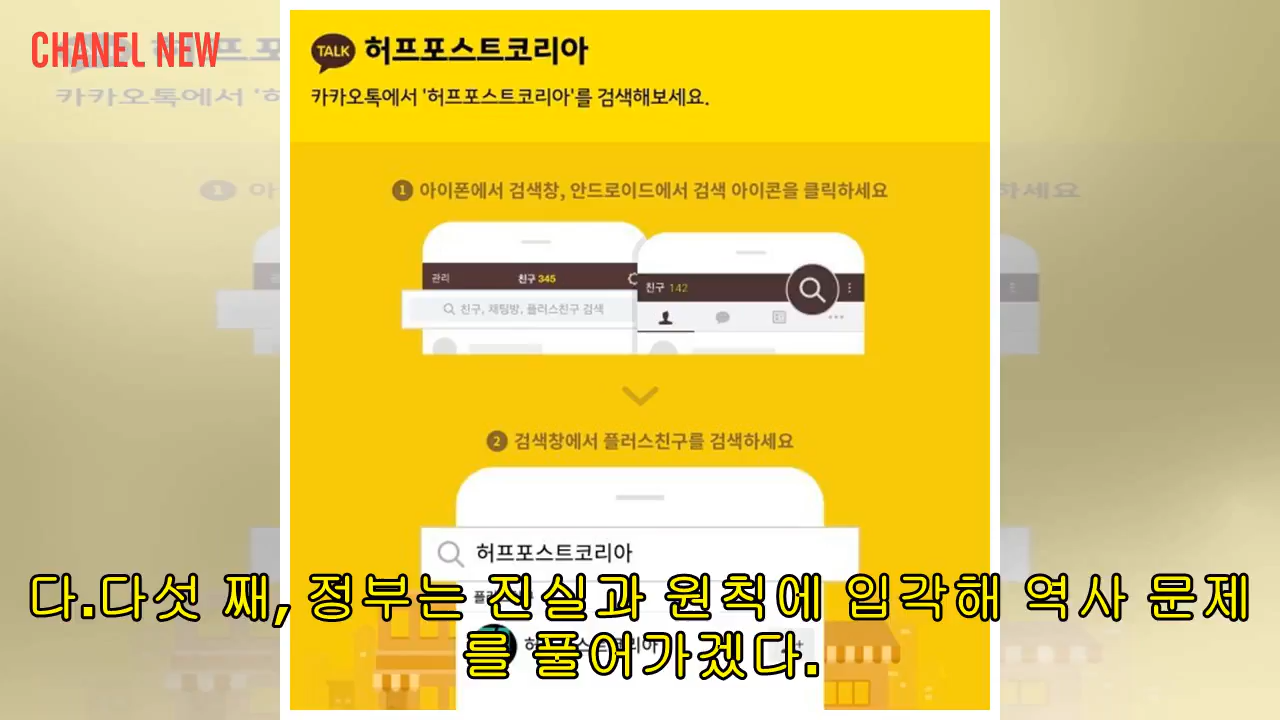 CHANEL NEW
TALK 허프포스트코리아
카카오톡에서 '허프포스트코리아'를 검색해보세요.
1 아이폰에서 검색창, 안드로이드에서 검색 아이콘을 클릭하세요
관리 친구 345
친구, 채팅방, 플러스친구 검색
친구 142
2 검색창에서 플러스친구를 검색하세요
허프포스트코리아
다.다섯 째, 정부는 진실과 원칙에 입각해 역사 문제
를 풀어가겠다.